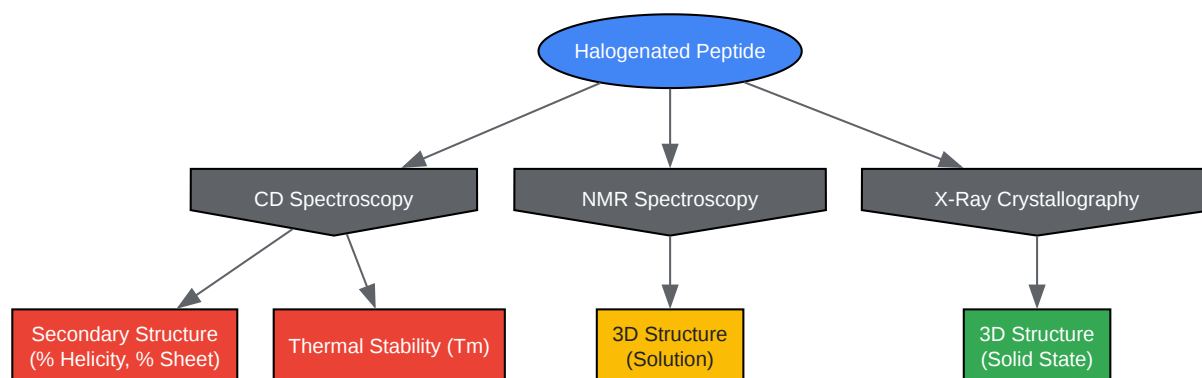 Halogenated Peptide
CD Spectroscopy
NMR Spectroscopy
X-Ray Crystallography
Secondary Structure
(% Helicity, % Sheet)
Thermal Stability (Tm)
3D Structure
(Solution)
3D Structure
(Solid State)